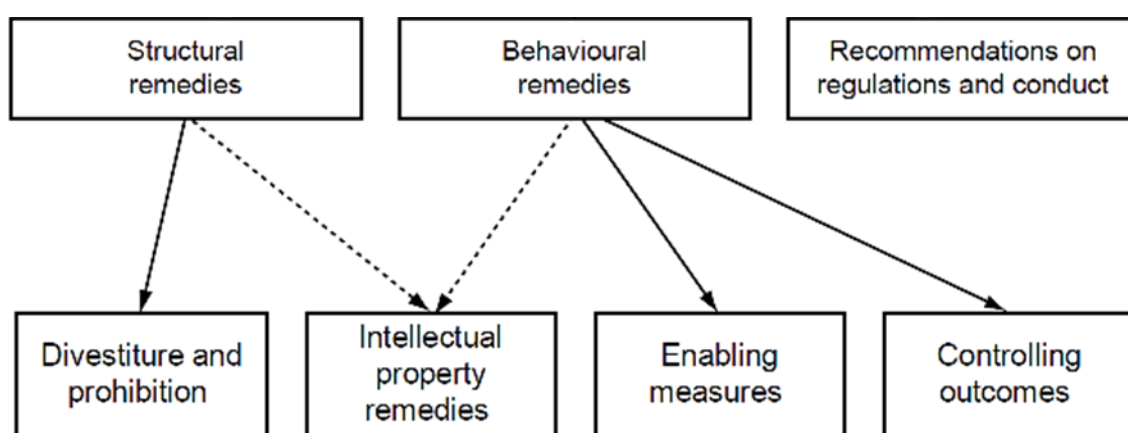 Structural
remedies
Behavioural
remedies
Recommendations on
regulations and conduct
Divestiture and
prohibition
Intellectual
property
remedies
Enabling
measures
Controlling
outcomes